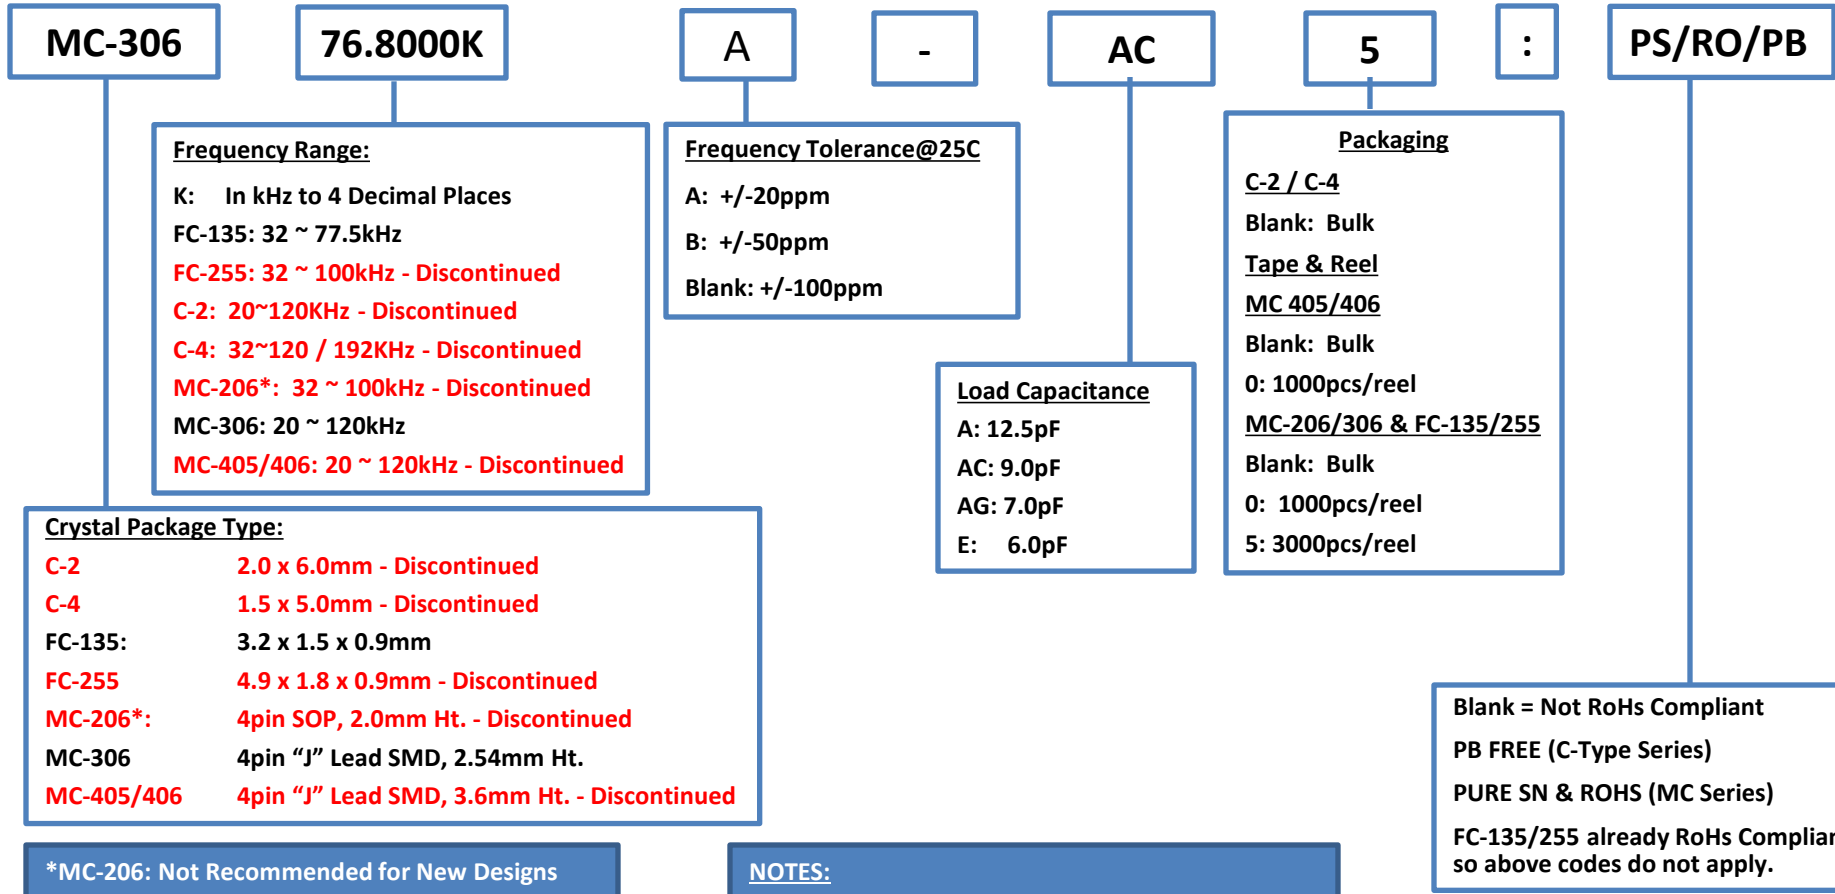 MC-306 76.8000K A - AC 5 : PS/RO/PB
Frequency Range:
K: In kHz to 4 Decimal Places
FC-135: 32 ~ 77.5kHz
FC-255: 32 ~ 100kHz - Discontinued
C-2: 20~120KHz - Discontinued
C-4: 32~120 / 192KHz - Discontinued
MC-206*: 32 ~ 100kHz - Discontinued
MC-306: 20 ~ 120kHz
MC-405/406: 20 ~ 120kHz - Discontinued
Frequency Tolerance@25C
A: +/-20ppm
B: +/-50ppm
Blank: +/-100ppm
Load Capacitance
A: 12.5pF
AC: 9.0pF
AG: 7.0pF
E: 6.0pF
Packaging
C-2 / C-4
Blank: Bulk
Tape & Reel
MC 405/406
Blank: Bulk
0: 1000pcs/reel
MC-206/306 & FC-135/255
Blank: Bulk
0: 1000pcs/reel
5: 3000pcs/reel
Crystal Package Type:
C-2 2.0 x 6.0mm - Discontinued
C-4 1.5 x 5.0mm - Discontinued
FC-135: 3.2 x 1.5 x 0.9mm
FC-255 4.9 x 1.8 x 0.9mm - Discontinued
MC-206*: 4pin SOP, 2.0mm Ht. - Discontinued
MC-306 4pin “J” Lead SMD, 2.54mm Ht.
MC-405/406 4pin “J” Lead SMD, 3.6mm Ht. - Discontinued
Blank = Not RoHs Compliant
PB FREE (C-Type Series)
PURE SN & ROHS (MC Series)
FC-135/255 already RoHs Complian
so above codes do not apply.
*MC-206: Not Recommended for New Designs
NOTES: